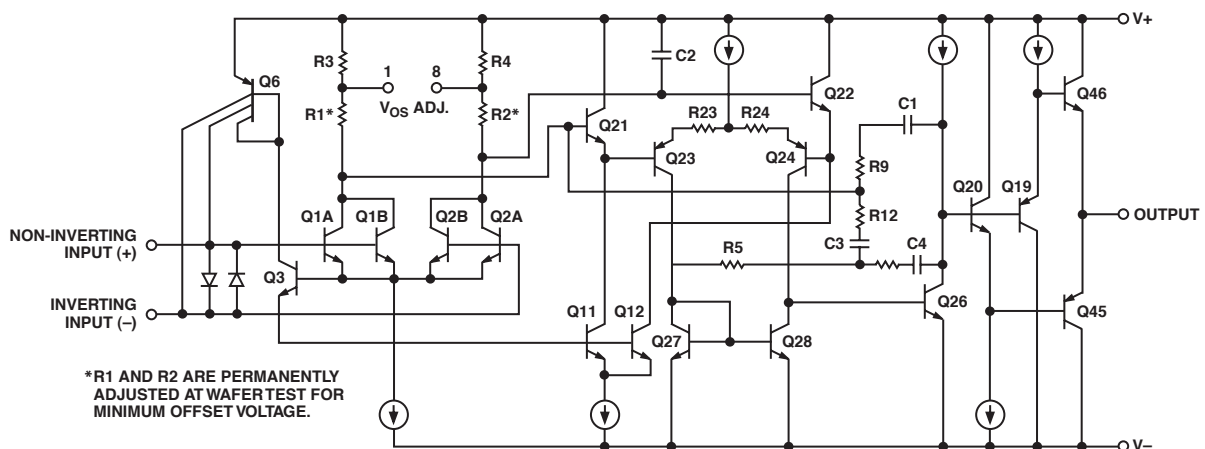 V+
Q6
R3
R4
1
8
C2
R1*
VOS ADJ.
R2*
R23
R24
Q22
C1
Q46
Q21
Q23
Q24
R9
Q20
Q19
Q1A
Q1B
Q2B
Q2A
R12
OUTPUT
NON-INVERTING
INPUT (+)
C3
C4
R5
Q3
INVERTING
INPUT (–)
Q11
Q12
Q27
Q28
Q26
Q45
*R1 AND R2 ARE PERMANENTLY
ADJUSTED AT WAFER TEST FOR
MINIMUM OFFSET VOLTAGE.
V–